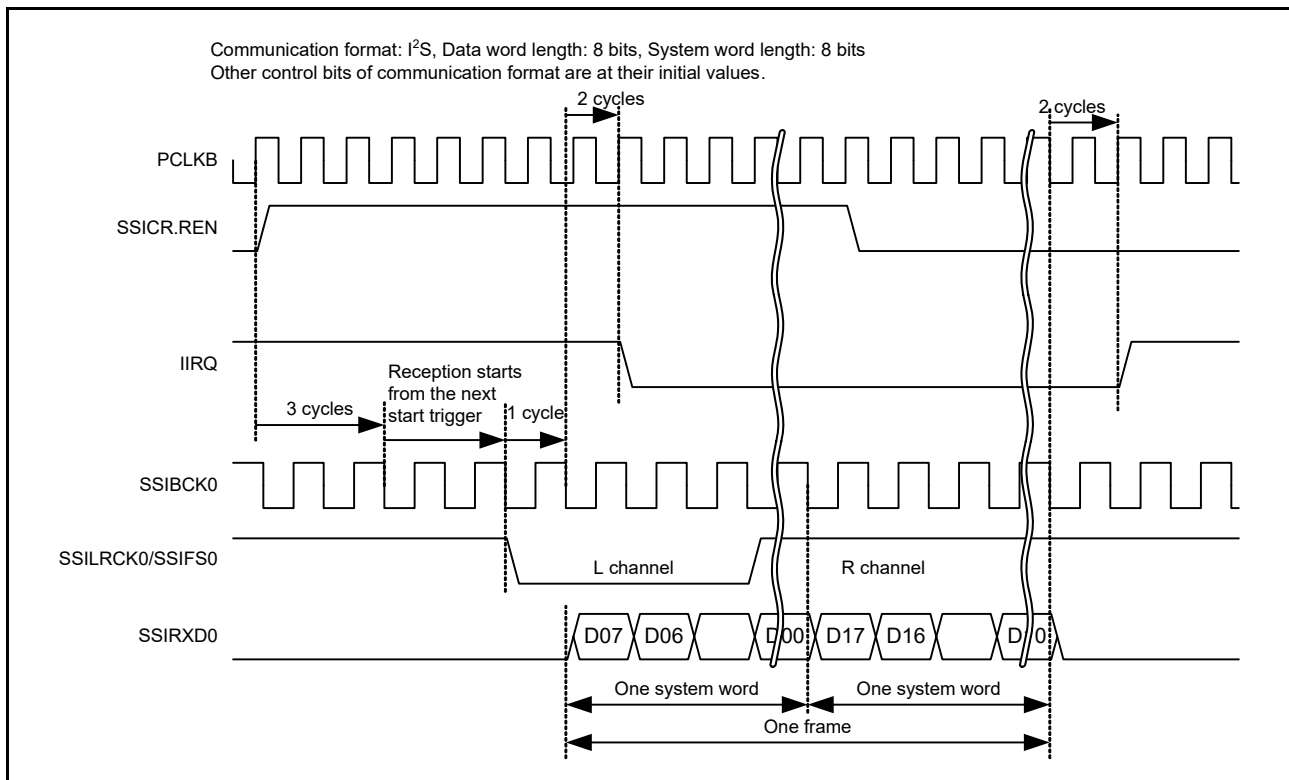 Communication format: I²S, Data word length: 8 bits, System word length: 8 bits
Other control bits of communication format are at their initial values.
2 cycles
2 cycles
PCLKB
SSICR.REN
IIRQ
Reception starts
from the next
start trigger
3 cycles
1 cycle
SSIBCK0
SSILRCK0/SSIFS0
L channel
R channel
SSIRXD0
D07
D06
D00
D17
D16
D10
One system word
One system word
One frame